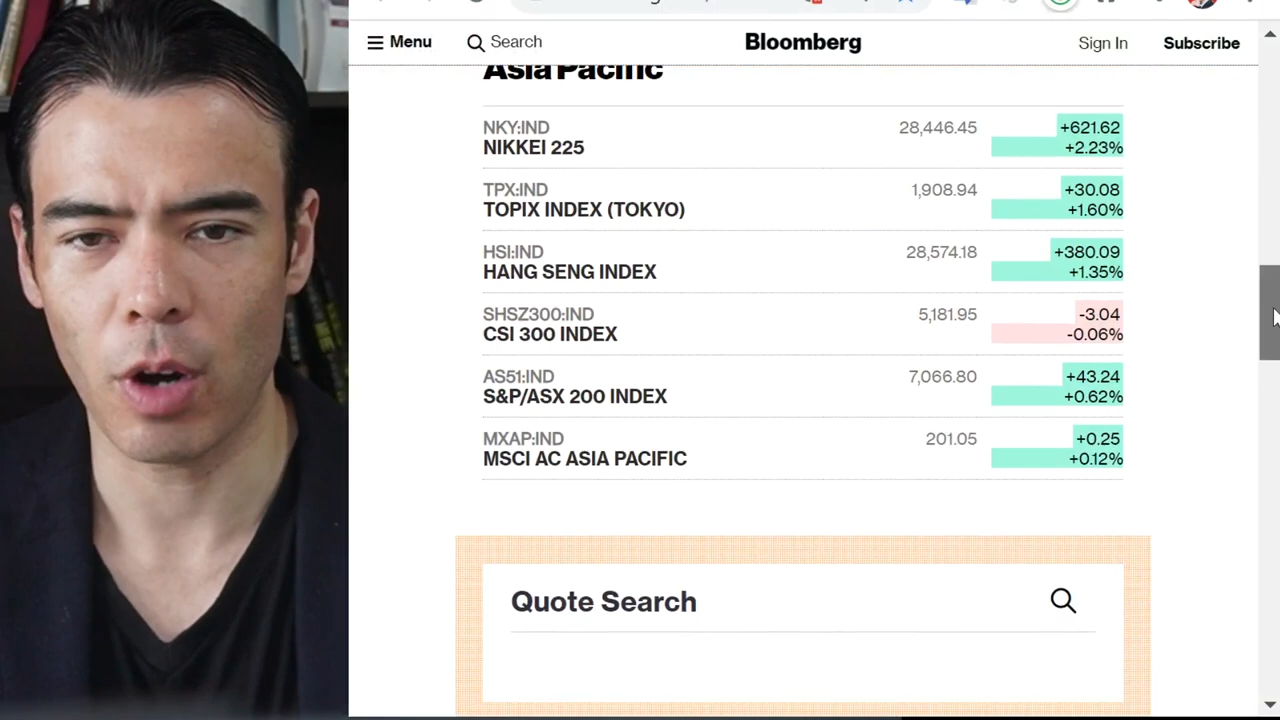 Menu
Search
Bloomberg
Sign In
Subscribe
Asia Pacific
NKY:IND
NIKKEI 225
28,446.45
+621.62
+2.23%
TPX:IND
TOPIX INDEX (TOKYO)
1,908.94
+30.08
+1.60%
HSI:IND
HANG SENG INDEX
28,574.18
+380.09
+1.35%
SHSZ300:IND
CSI 300 INDEX
5,181.95
-3.04
-0.06%
AS51:IND
S&P/ASX 200 INDEX
7,066.80
+43.24
+0.62%
MXAP:IND
MSCI AC ASIA PACIFIC
201.05
+0.25
+0.12%
Quote Search